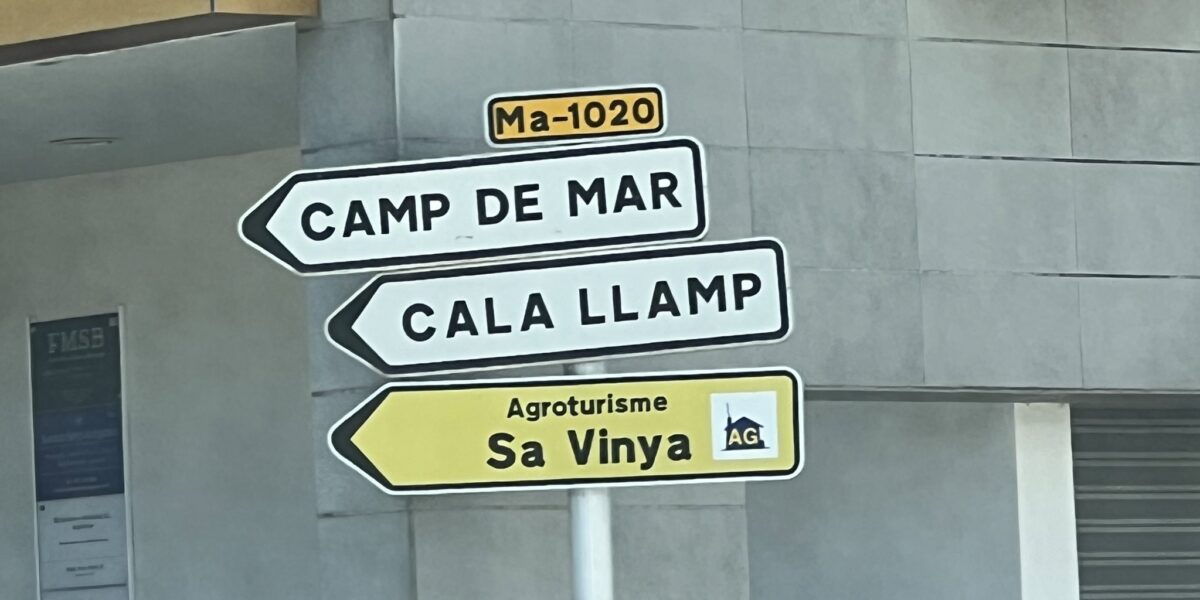 Ma-1020
CAMP DE MAR
CALA LLAMP
Agroturisme
Sa Vinya
AG
FMSB